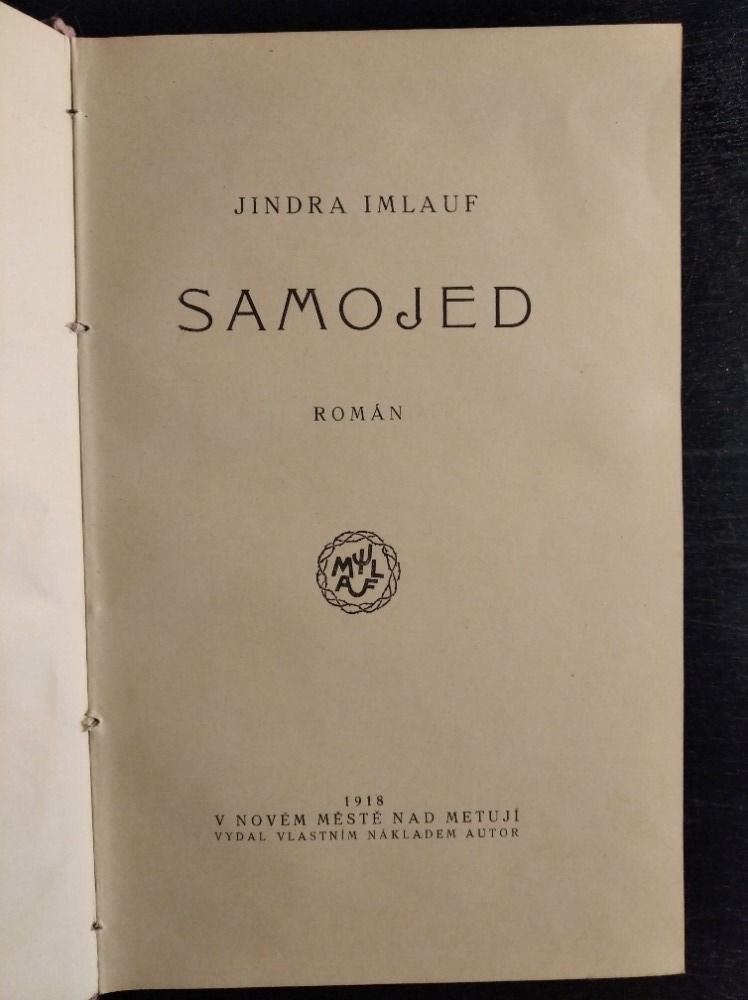 JINDRA IMLAUF
SAMOJED
ROMÁN
1918
V NOVÉM MĚSTĚ NAD METUJÍ
VYDAL VLASTNÍM NÁKLADEM AUTOR